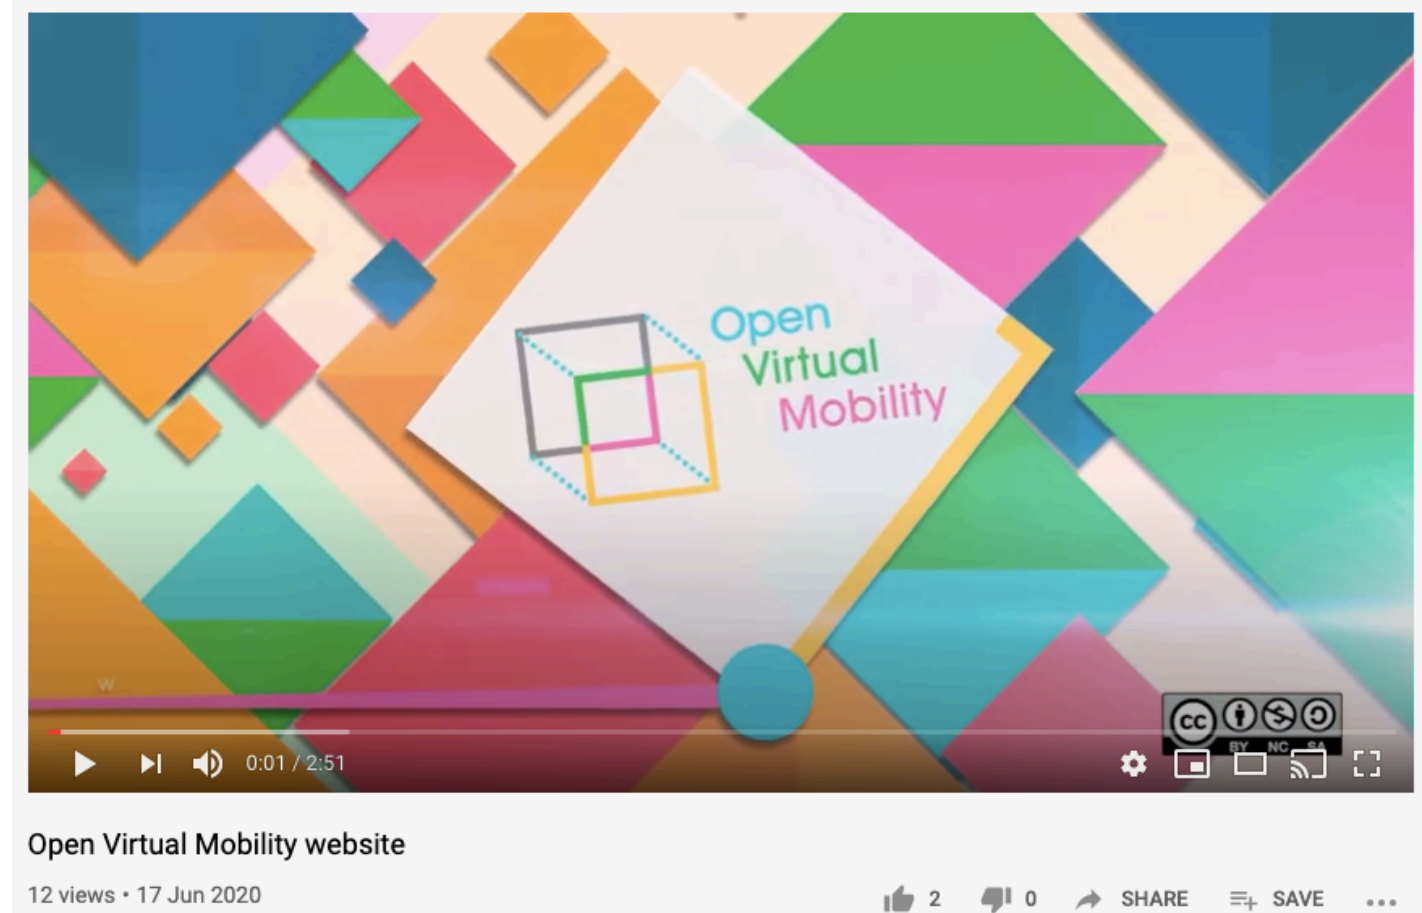 Open
Virtual
Mobility
W
CC BY NC SA
0:01 / 2:51
Open Virtual Mobility website
12 views • 17 Jun 2020
2 0 SHARE SAVE